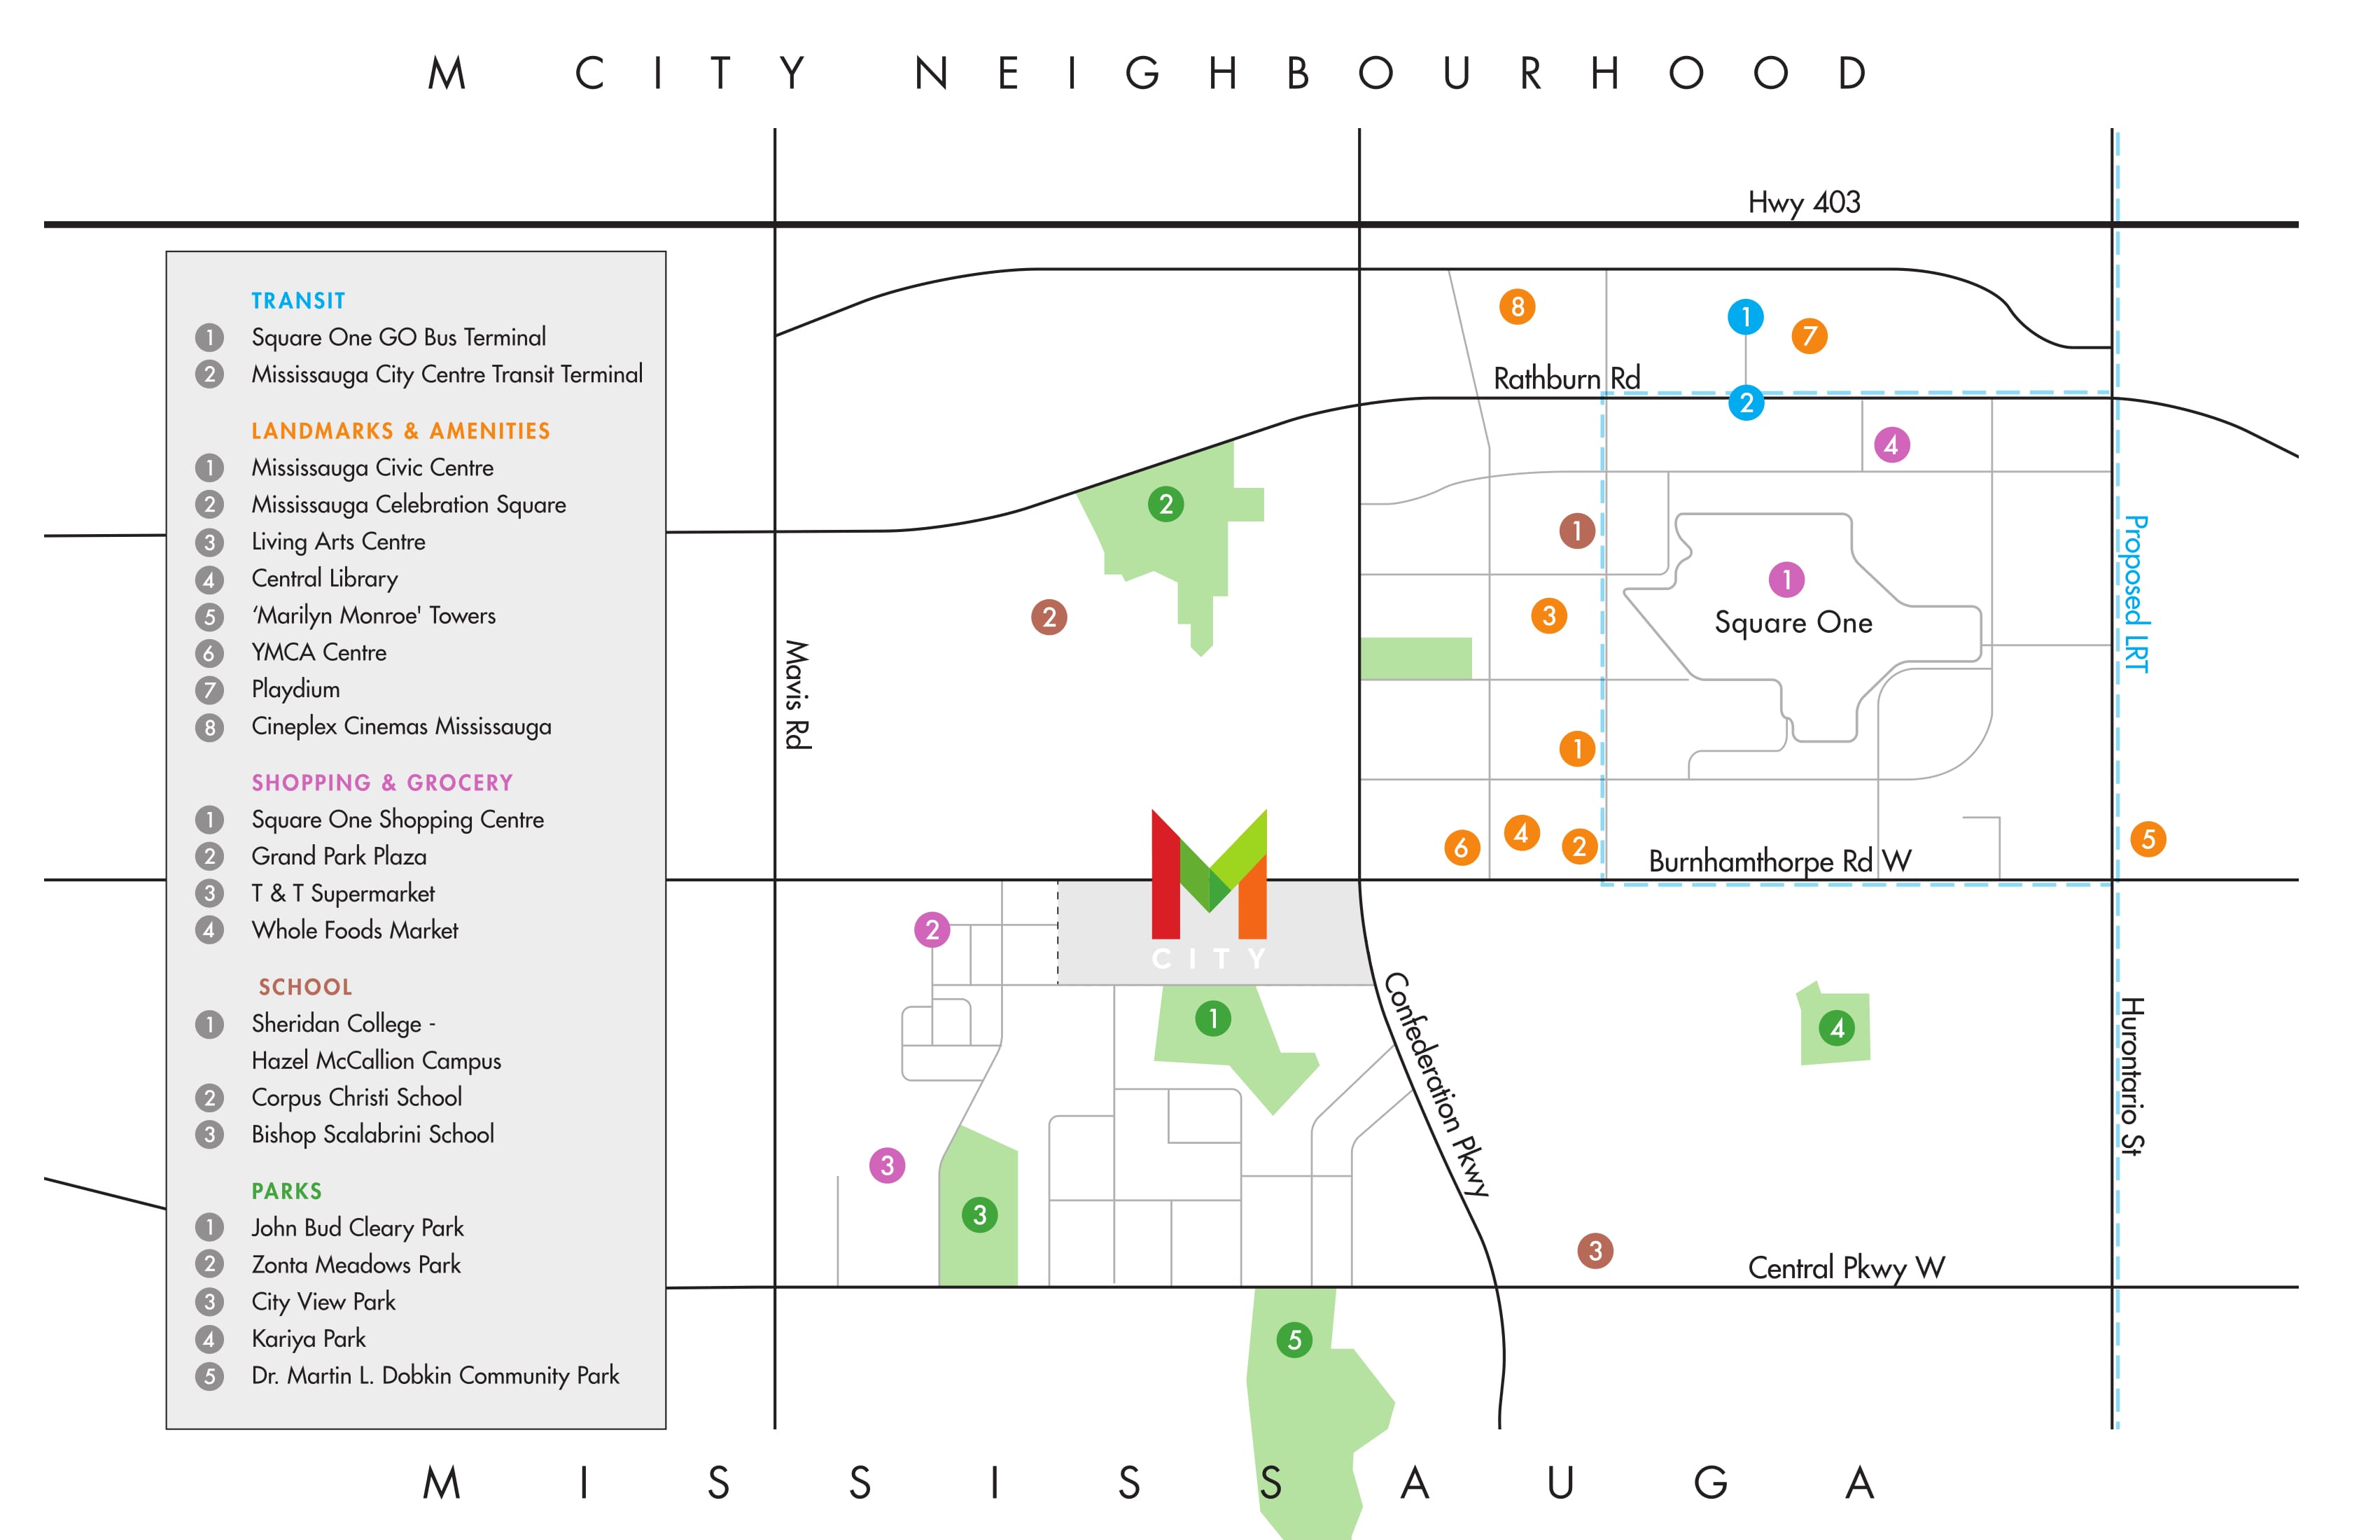 M CITY NEIGHBOURHOOD
Hwy 403
TRANSIT
1 Square One GO Bus Terminal
2 Mississauga City Centre Transit Terminal
LANDMARKS & AMENITIES
1 Mississauga Civic Centre
2 Mississauga Celebration Square
3 Living Arts Centre
4 Central Library
5 ‘Marilyn Monroe' Towers
6 YMCA Centre
7 Playdium
8 Cineplex Cinemas Mississauga
SHOPPING & GROCERY
1 Square One Shopping Centre
2 Grand Park Plaza
3 T & T Supermarket
4 Whole Foods Market
SCHOOL
1 Sheridan College -
Hazel McCallion Campus
2 Corpus Christi School
3 Bishop Scalabrini School
PARKS
1 John Bud Cleary Park
2 Zonta Meadows Park
3 City View Park
4 Kariya Park
5 Dr. Martin L. Dobkin Community Park
8
1
7
Rathburn Rd
2
4
2
1
Proposed LRT
1
Square One
2
3
Mavis Rd
1
6
4
2
Burnhamthorpe Rd W
5
M
CITY
2
1
4
Confederation Pkwy
Hurontario St
3
3
3
Central Pkwy W
5
MISSISSAUGA